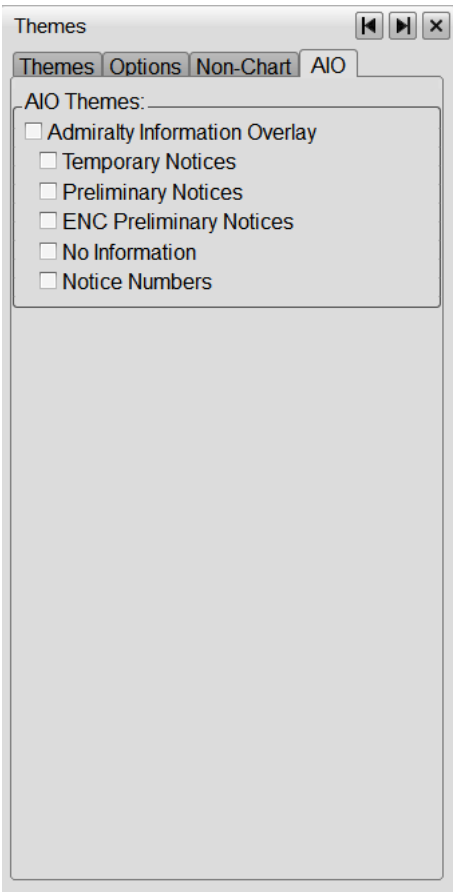 Themes
Themes Options Non-Chart AIO
AIO Themes:
Admiralty Information Overlay
Temporary Notices
Preliminary Notices
ENC Preliminary Notices
No Information
Notice Numbers